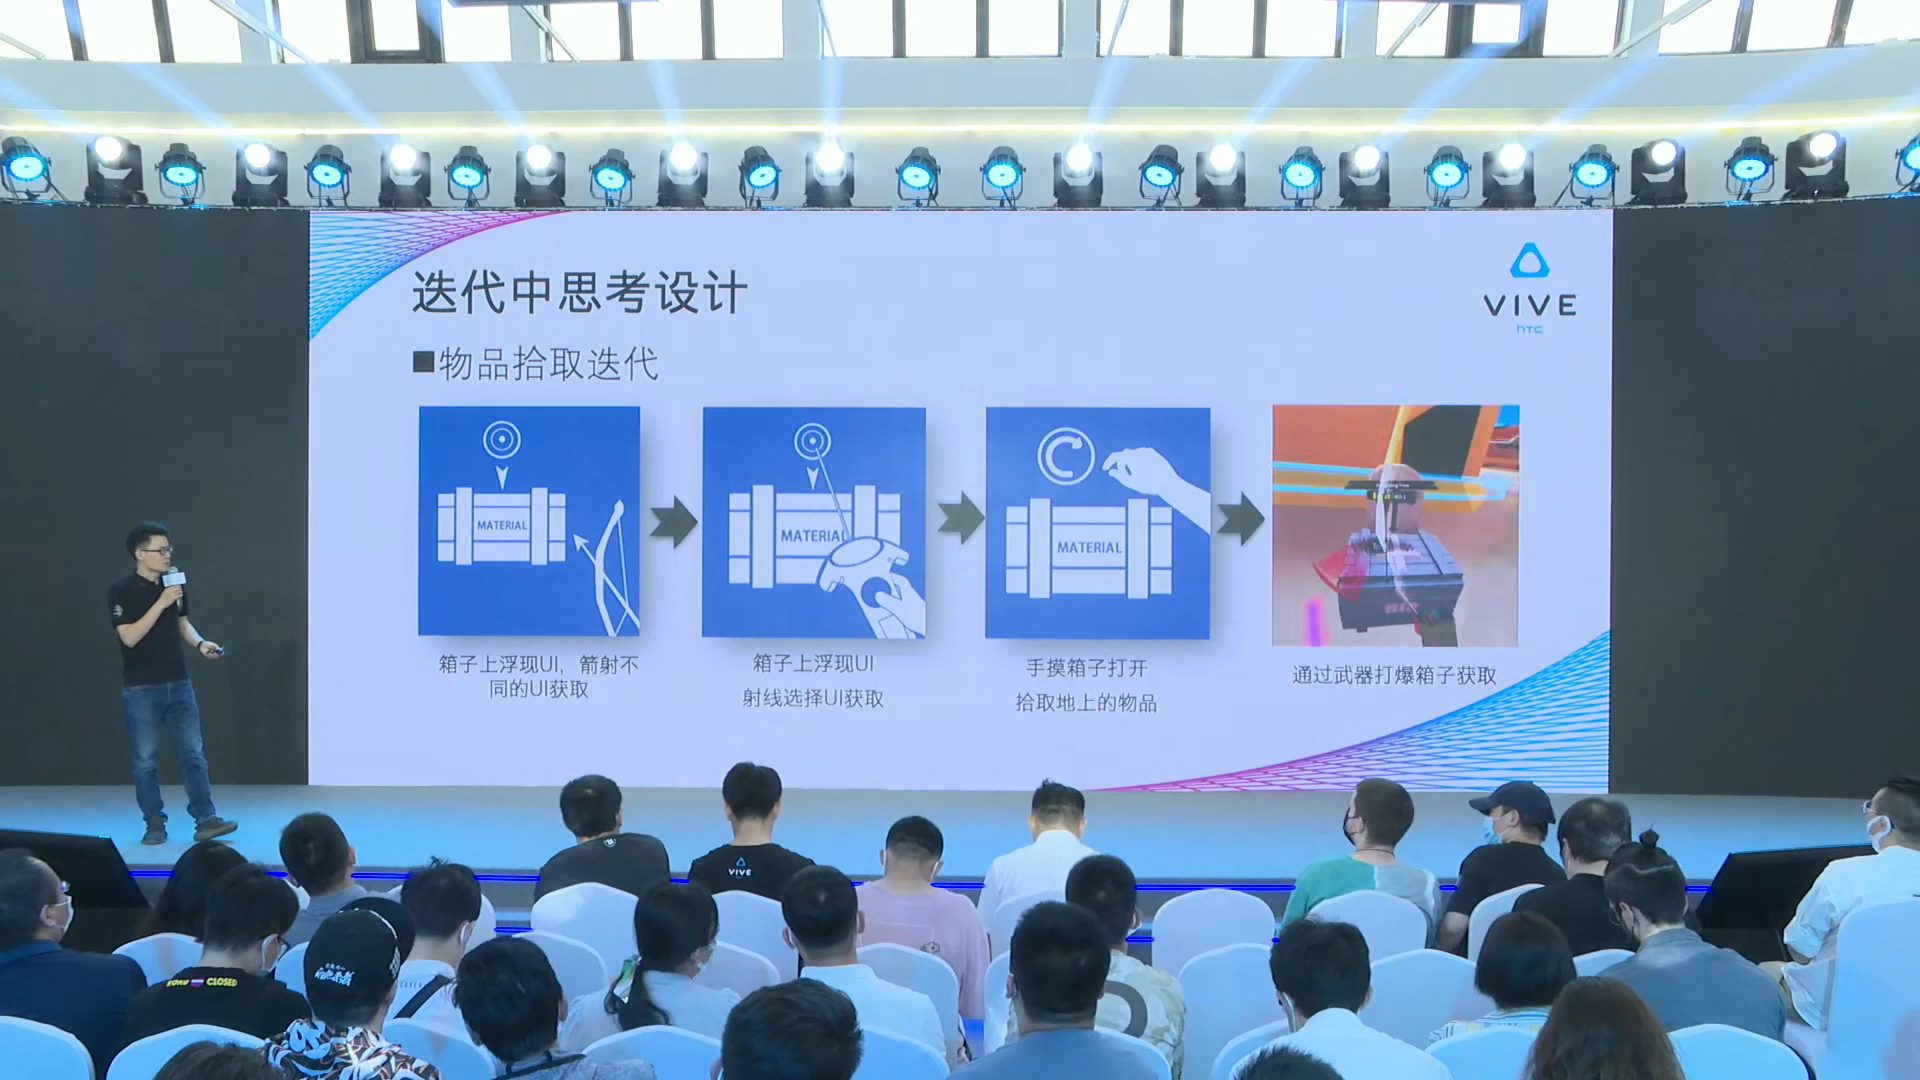 迭代中思考设计
VIVE
hTC
■物品拾取迭代
MATERIAL
MATERIAL
MATERIAL
箱子上浮现UI，箭射不
同的UI获取
箱子上浮现UI
射线选择UI获取
手摸箱子打开
拾取地上的物品
通过武器打爆箱子获取
VIVE
CLOSED